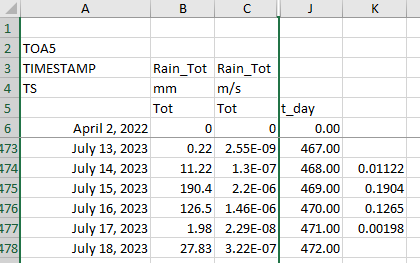 A B C J K
1
2 TOA5
3 TIMESTAMP Rain_Tot Rain_Tot
4 TS mm m/s
5 Tot Tot t_day
6 April 2, 2022 0 0 0.00
473 July 13, 2023 0.22 2.55E-09 467.00
474 July 14, 2023 11.22 1.3E-07 468.00 0.01122
475 July 15, 2023 190.4 2.2E-06 469.00 0.1904
476 July 16, 2023 126.5 1.46E-06 470.00 0.1265
477 July 17, 2023 1.98 2.29E-08 471.00 0.00198
478 July 18, 2023 27.83 3.22E-07 472.00